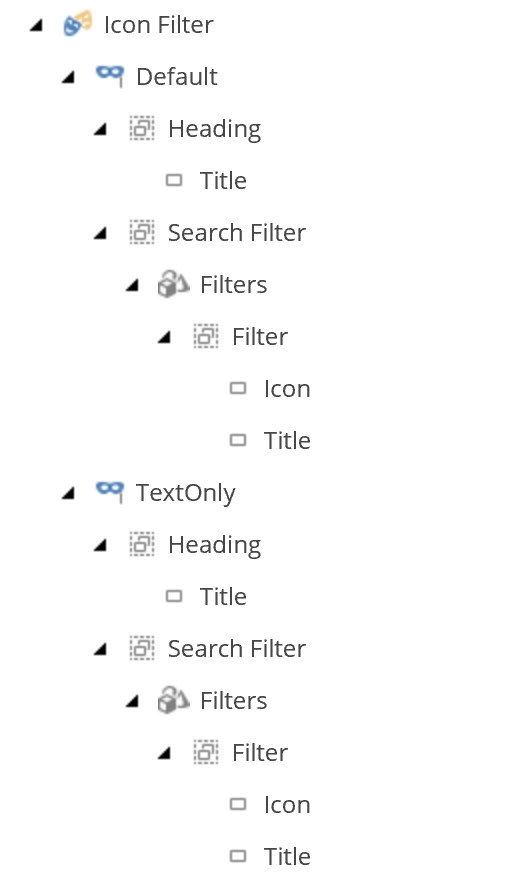 Icon Filter
Default
Heading
Title
Search Filter
Filters
Filter
Icon
Title
TextOnly
Heading
Title
Search Filter
Filters
Filter
Icon
Title